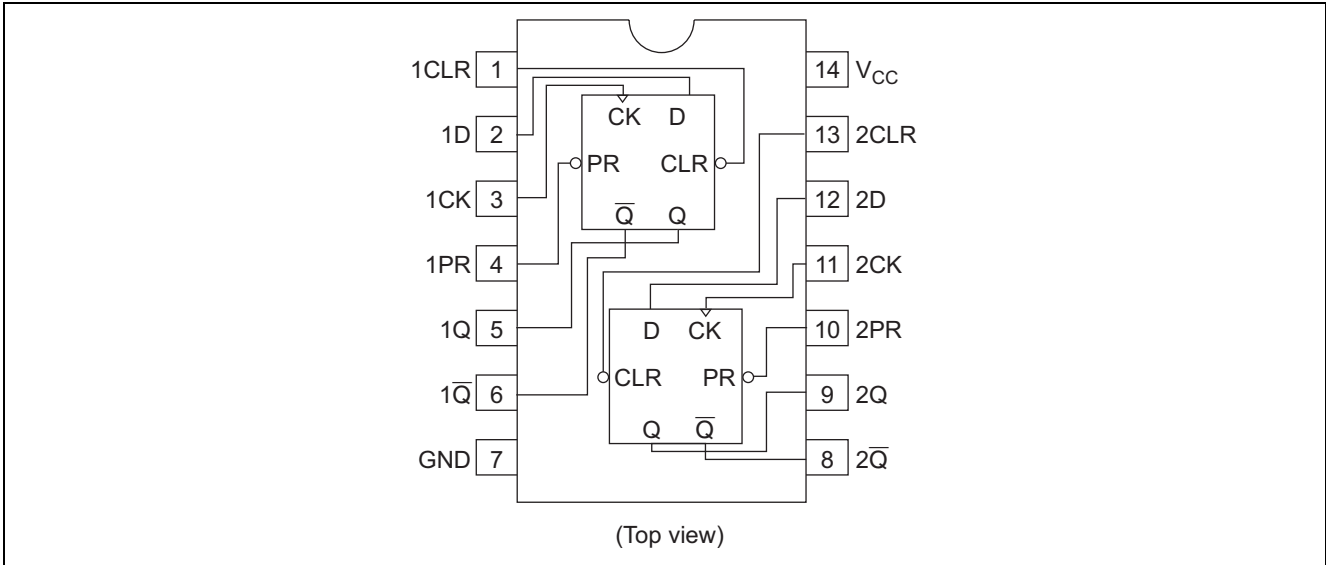 1CLR 1
1D 2
1CK 3
1PR 4
1Q 5
1Q̅ 6
GND 7
CK D
PR CLR
Q̅ Q
D CK
CLR PR
Q Q̅
14 VCC
13 2CLR
12 2D
11 2CK
10 2PR
9 2Q
8 2Q̅
(Top view)